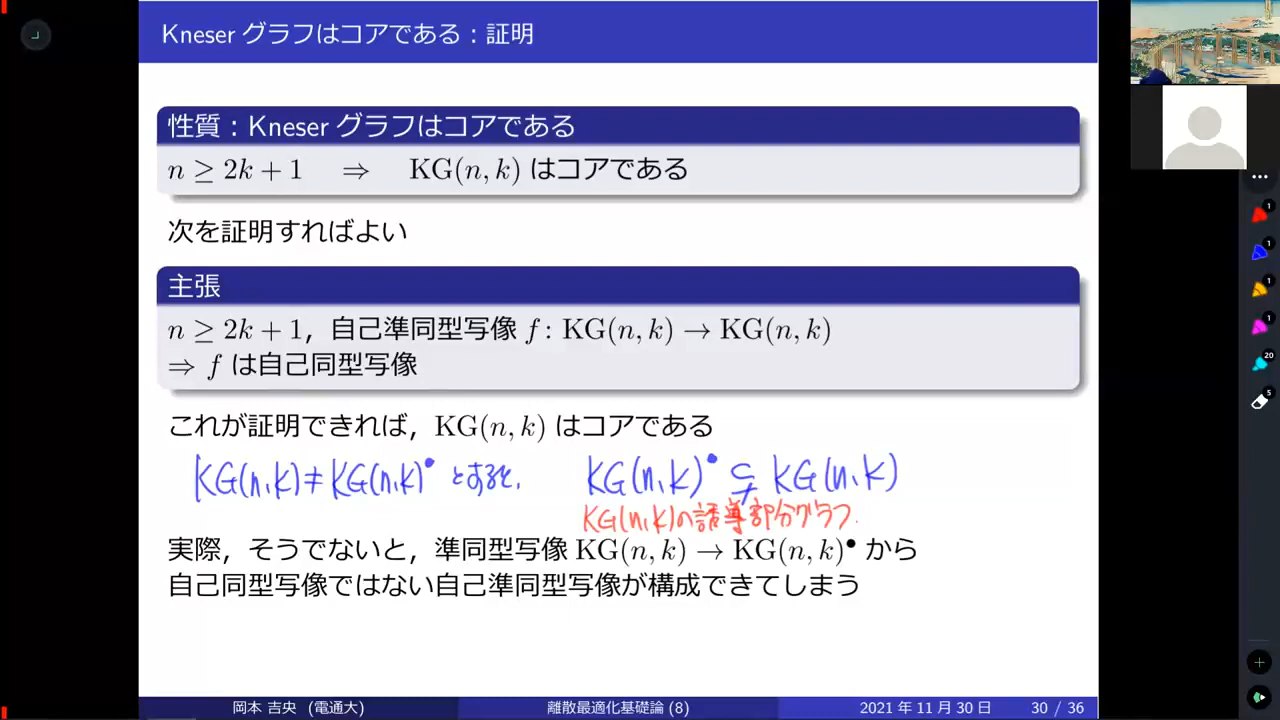 Kneser グラフはコアである：証明
性質：Kneser グラフはコアである
n ≥ 2k + 1 ⇒ KG(n, k) はコアである
次を証明すればよい
主張
n ≥ 2k + 1，自己準同型写像 f : KG(n, k) → KG(n, k)
⇒ f は自己同型写像
これが証明できれば，KG(n, k) はコアである
KG(n,k) ≠ KG(n,k)• とすると、 KG(n,k)• ⊊ KG(n,k)
KG(n,k)の誘導部分グラフ.
実際，そうでないと，準同型写像 KG(n, k) → KG(n, k)• から
自己同型写像ではない自己準同型写像が構成できてしまう
岡本 吉央 (電通大) 離散最適化基礎論 (8) 2021 年 11 月 30 日 30 / 36
1
1
1
1
20
5